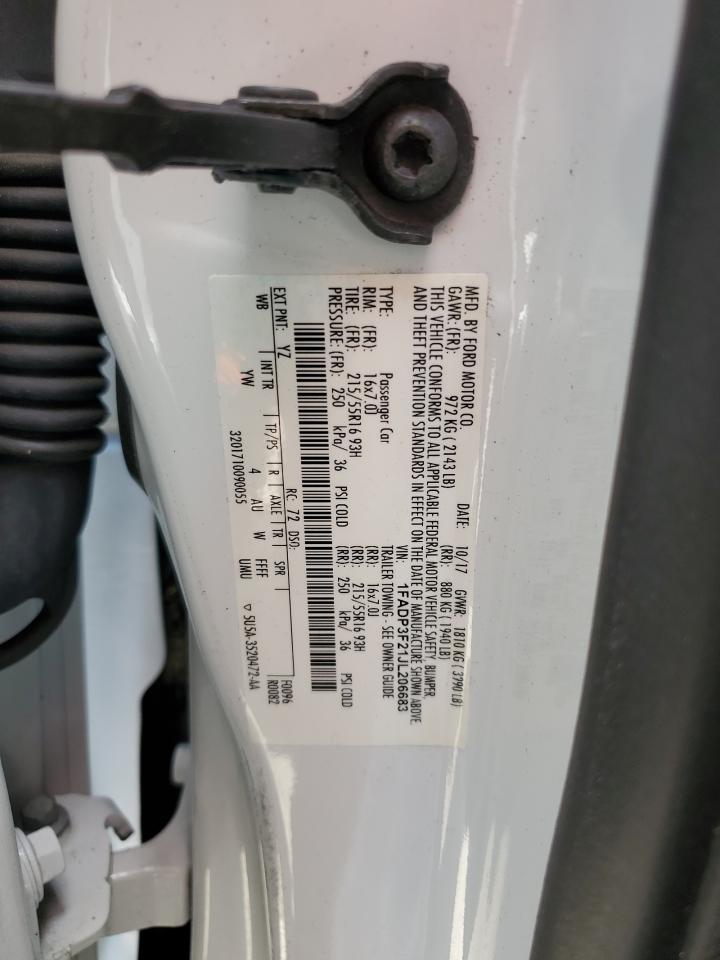 MFD. BY FORD MOTOR CO. DATE: 10/17 GVWR: 1810 KG ( 3990 LB)
GAWR: (FR): 972 KG ( 2143 LB) (RR): 880 KG ( 1940 LB)
THIS VEHICLE CONFORMS TO ALL APPLICABLE FEDERAL MOTOR VEHICLE SAFETY, BUMPER,
AND THEFT PREVENTION STANDARDS IN EFFECT ON THE DATE OF MANUFACTURE SHOWN ABOVE.
VIN: 1FADP3F21JL206683
TYPE: Passenger Car TRAILER TOWING - SEE OWNER GUIDE
RIM: (FR): 16x7.0J (RR): 16x7.0J
TIRE: (FR): 215/55R16 93H (RR): 215/55R16 93H
PRESSURE: (FR): 250 kPa/ 36 PSI COLD (RR): 250 kPa/ 36 PSI COLD
F0096
EXT PNT: YZ RC: 72 DSO: R0082
WB INT TR TP/PS R AXLE TR SPR
YW 4 AU W FFFF UMU
3201710090055 5U5A-3520472-AA